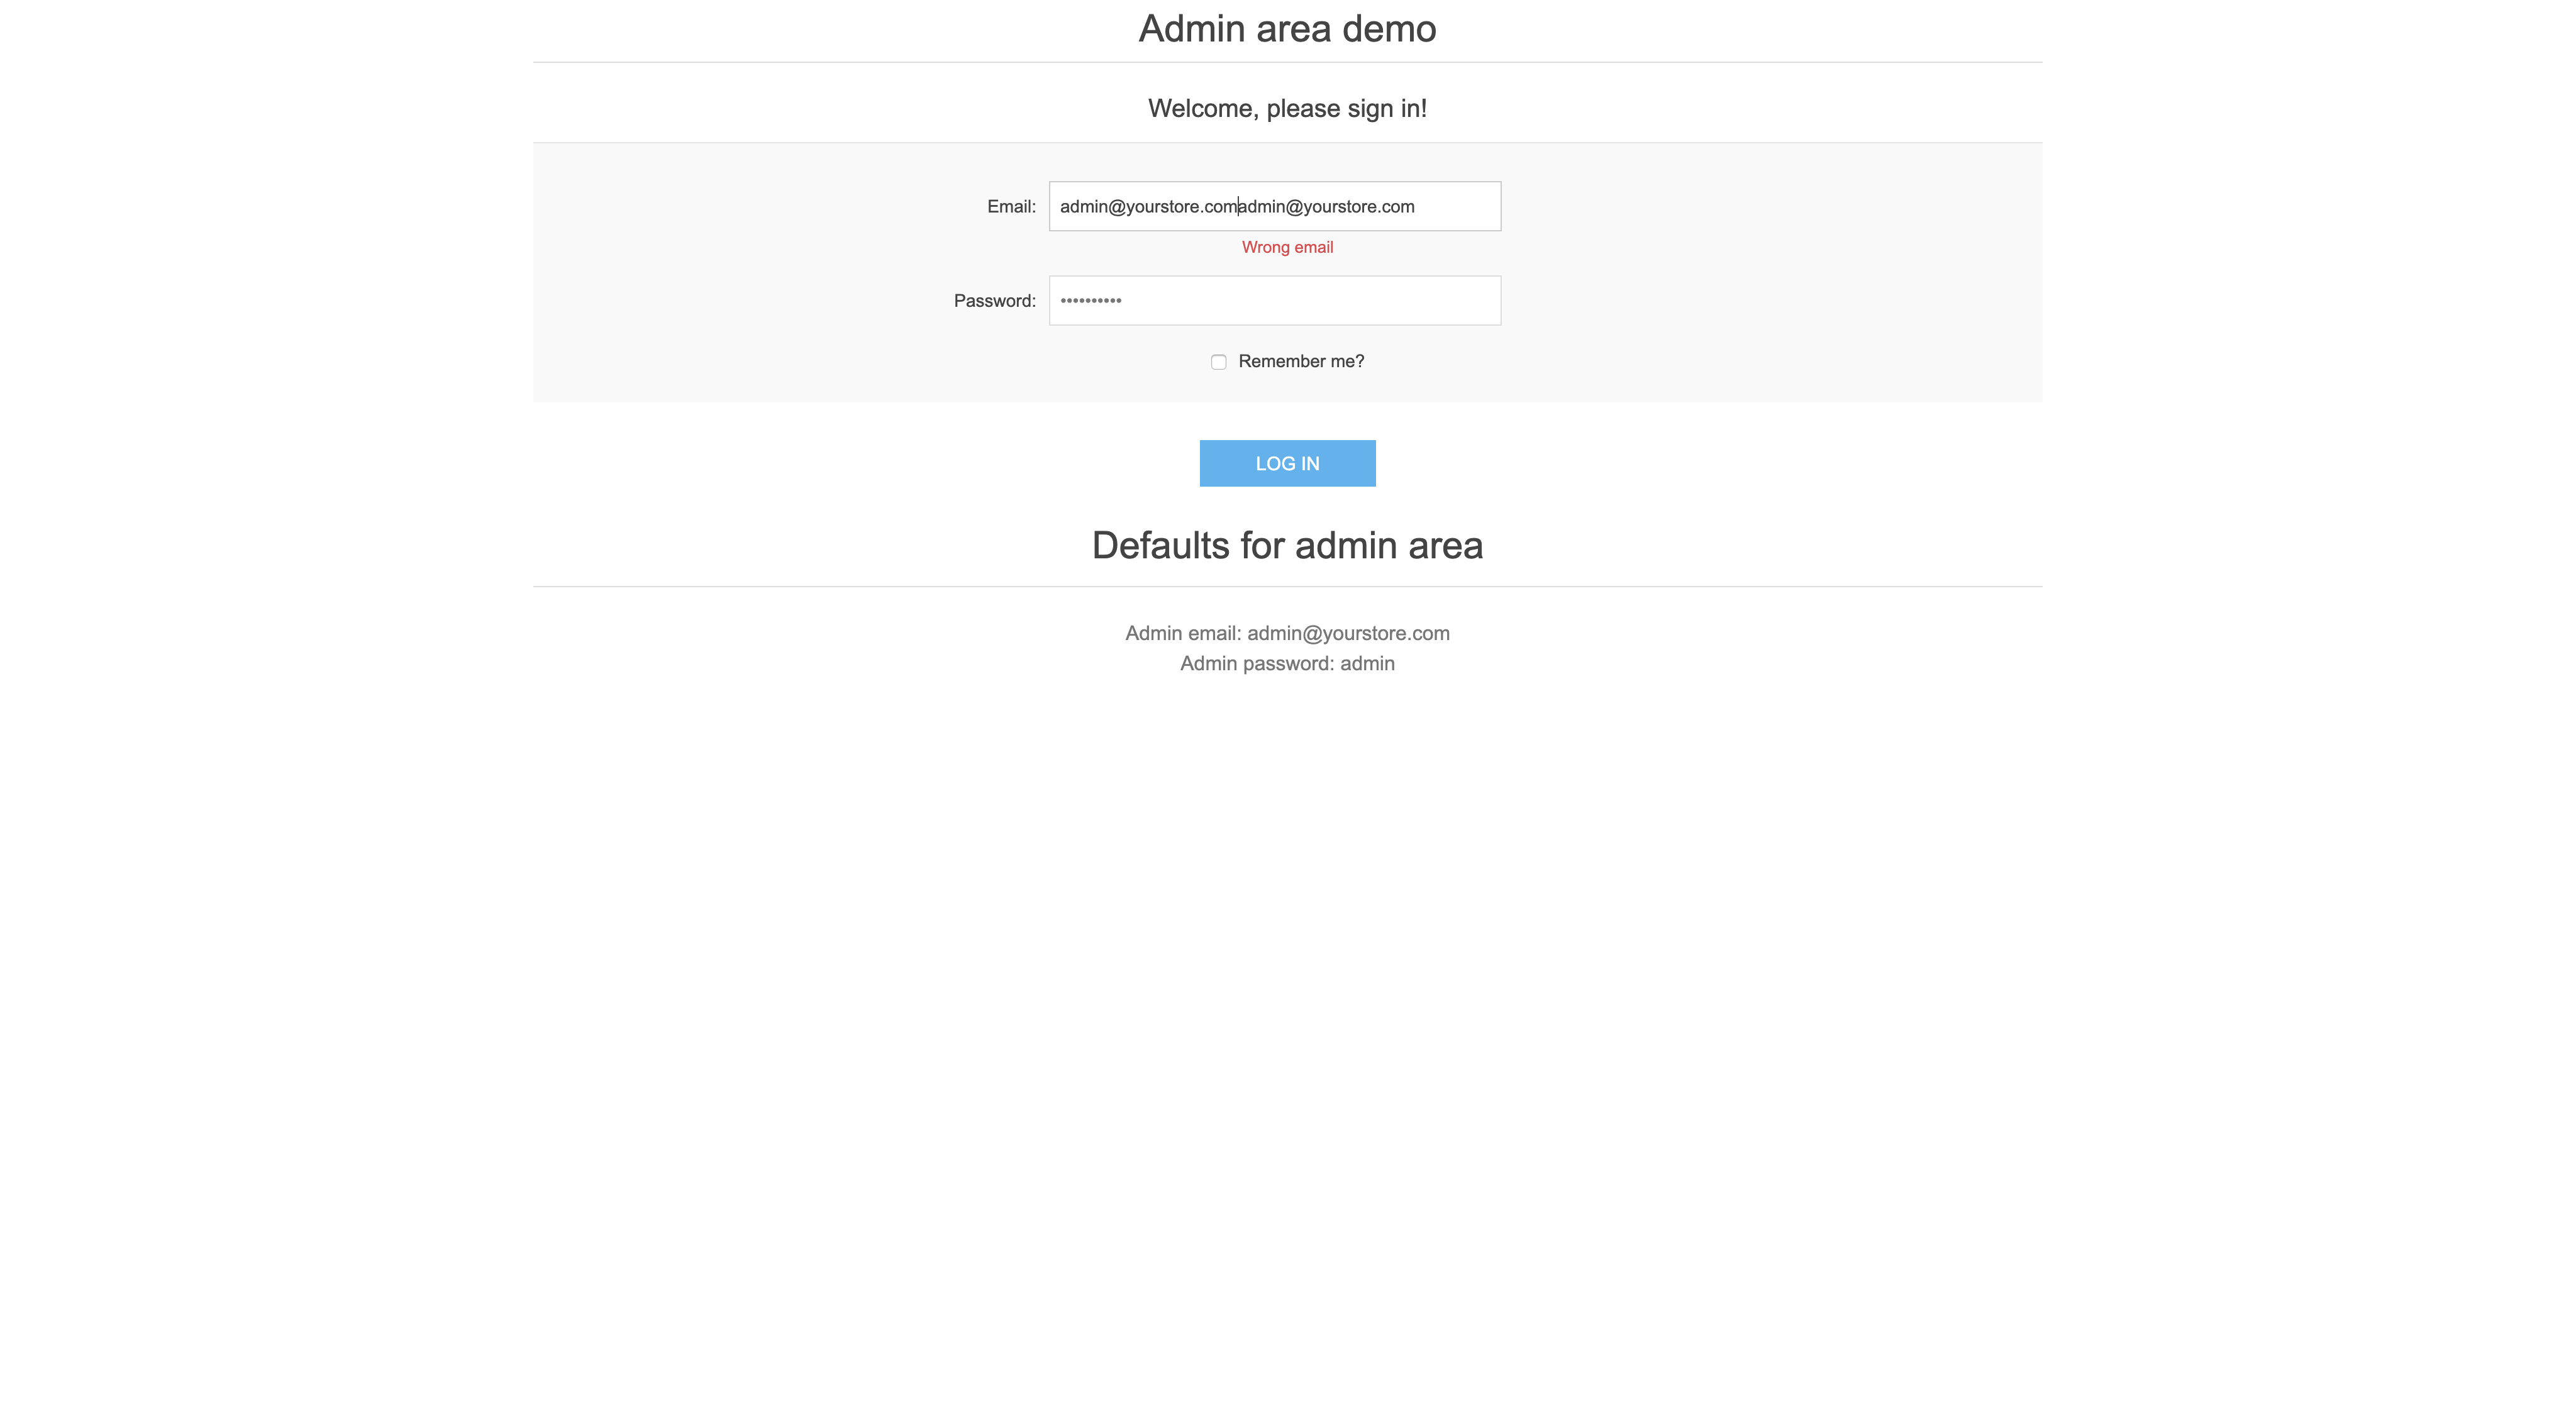 Admin area demo
Welcome, please sign in!
Email: admin@yourstore.comadmin@yourstore.com
Wrong email
Password: ••••••••••
Remember me?
LOG IN
Defaults for admin area
Admin email: admin@yourstore.com
Admin password: admin